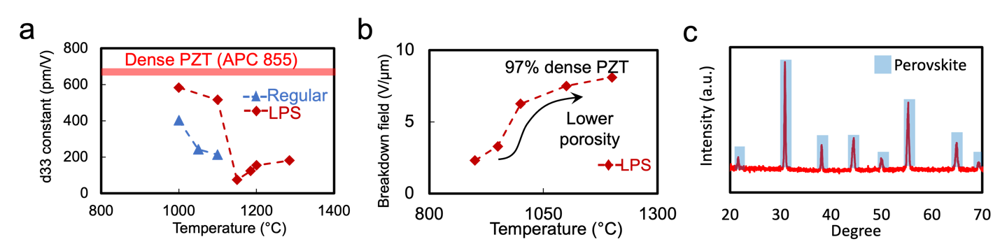 a
800
600
400
200
0
d33 constant (pm/V)
Dense PZT (APC 855)
Regular
LPS
800 1000 1200 1400
Temperature (°C)
b
10
5
0
Breakdown field (V/μm)
97% dense PZT
Lower
porosity
LPS
800 1050 1300
Temperature (°C)
c
Intensity (a.u.)
Perovskite
20 30 40 50 60 70
Degree